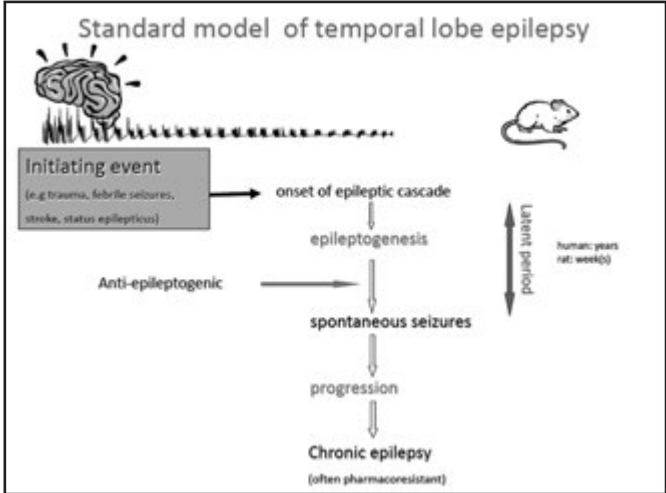 Standard model of temporal lobe epilepsy
Initiating event
(e.g trauma, febrile seizures,
stroke, status epilepticus)
onset of epileptic cascade
epileptogenesis
Latent period
human: years
rat: week(s)
Anti-epileptogenic
spontaneous seizures
progression
Chronic epilepsy
(often pharmacoresistant)